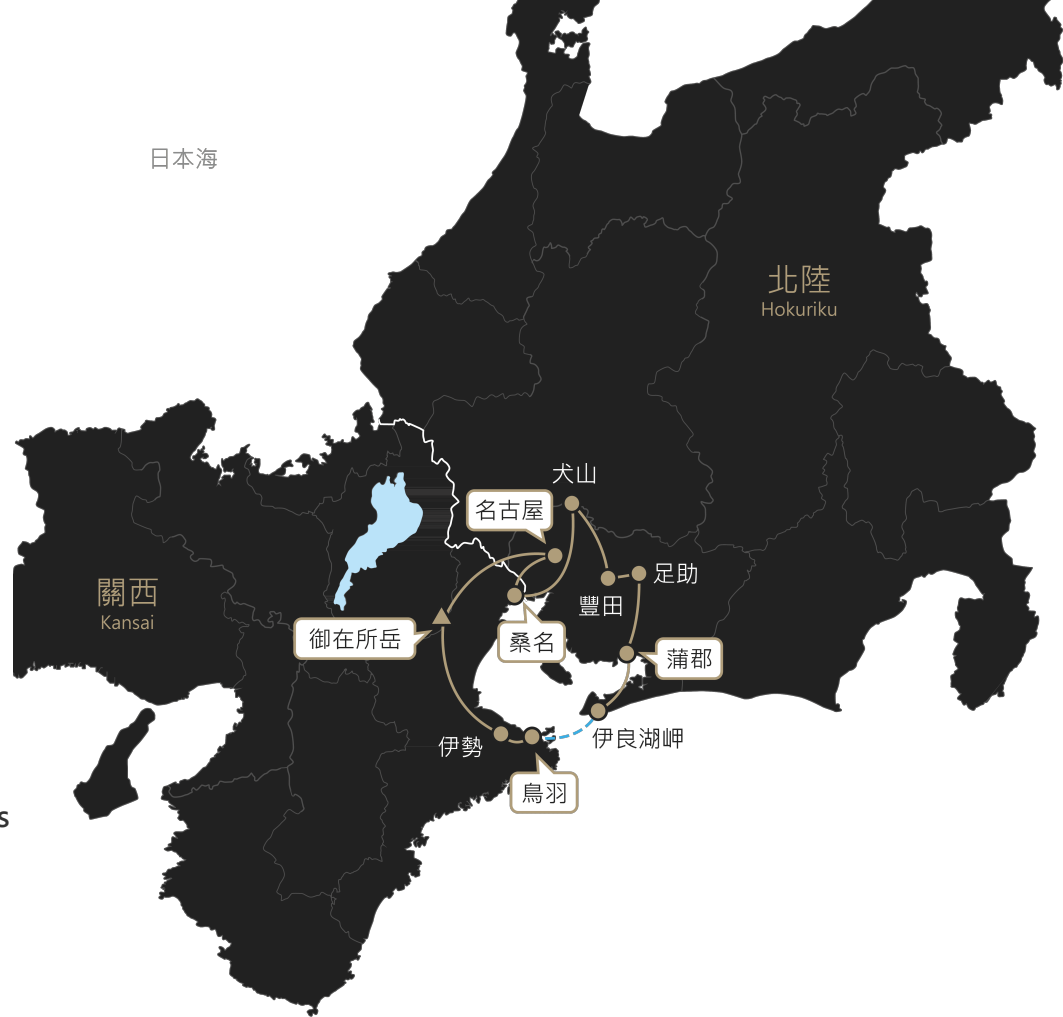 日本海
北陸
Hokuriku
犬山
名古屋
足助
關西
Kansai
豐田
御在所岳
桑名
蒲郡
伊勢
伊良湖岬
鳥羽
s